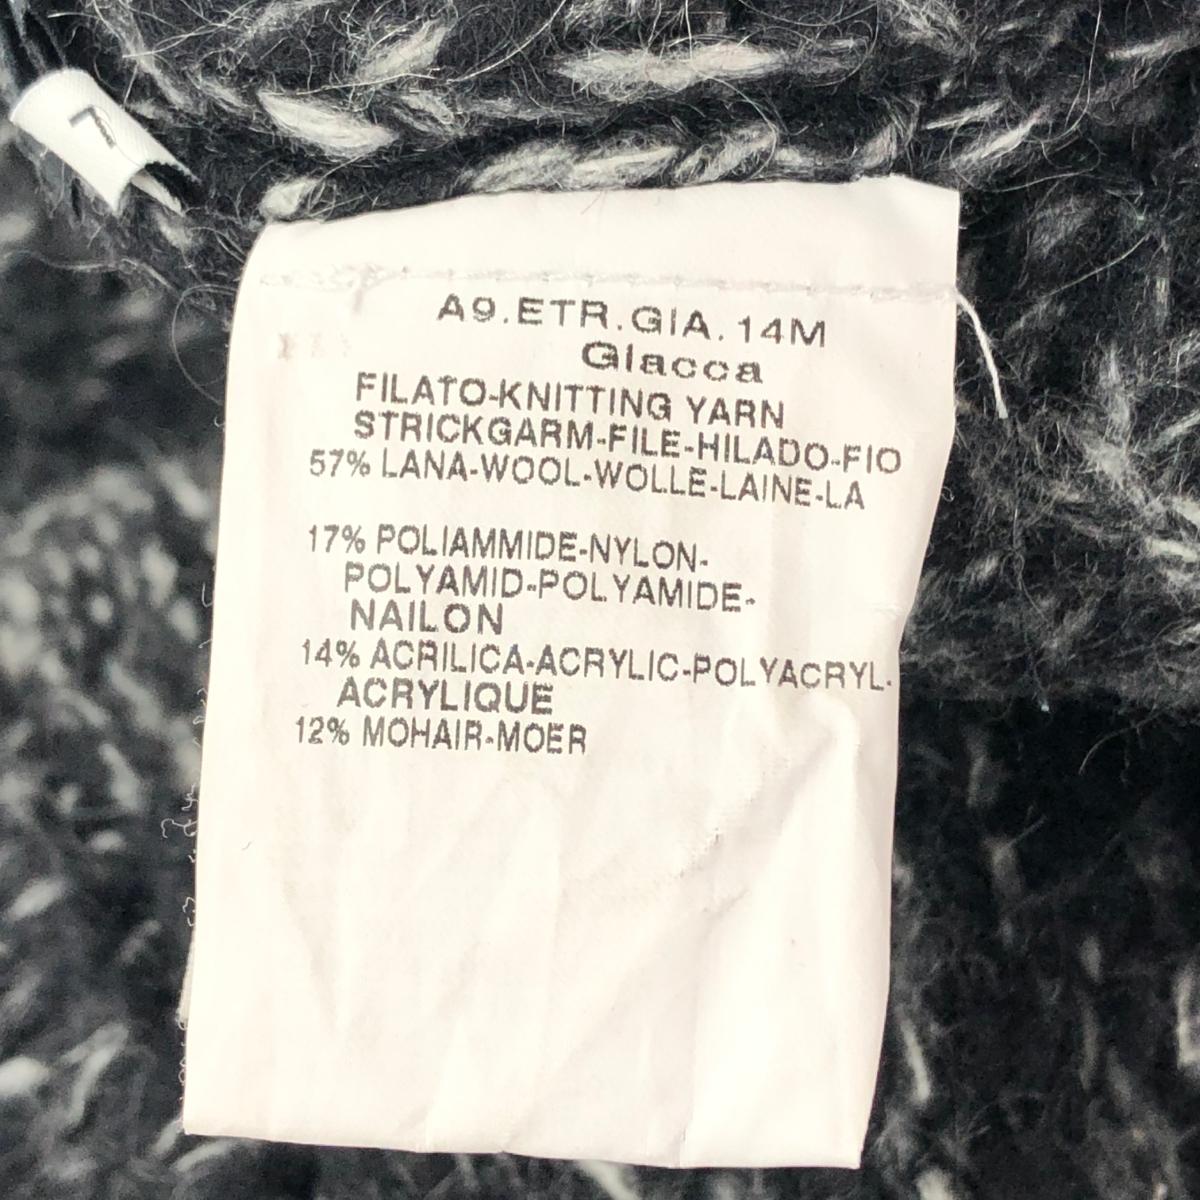 A9.ETR.GIA.14M
Giacca
FILATO-KNITTING YARN
STRICKGARM-FILE-HILADO-FIO
57% LANA-WOOL-WOLLE-LAINE-LA
17% POLIAMMIDE-NYLON-
POLYAMID-POLYAMIDE-
NAILON
14% ACRILICA-ACRYLIC-POLYACRYL-
ACRYLIQUE
12% MOHAIR-MOER